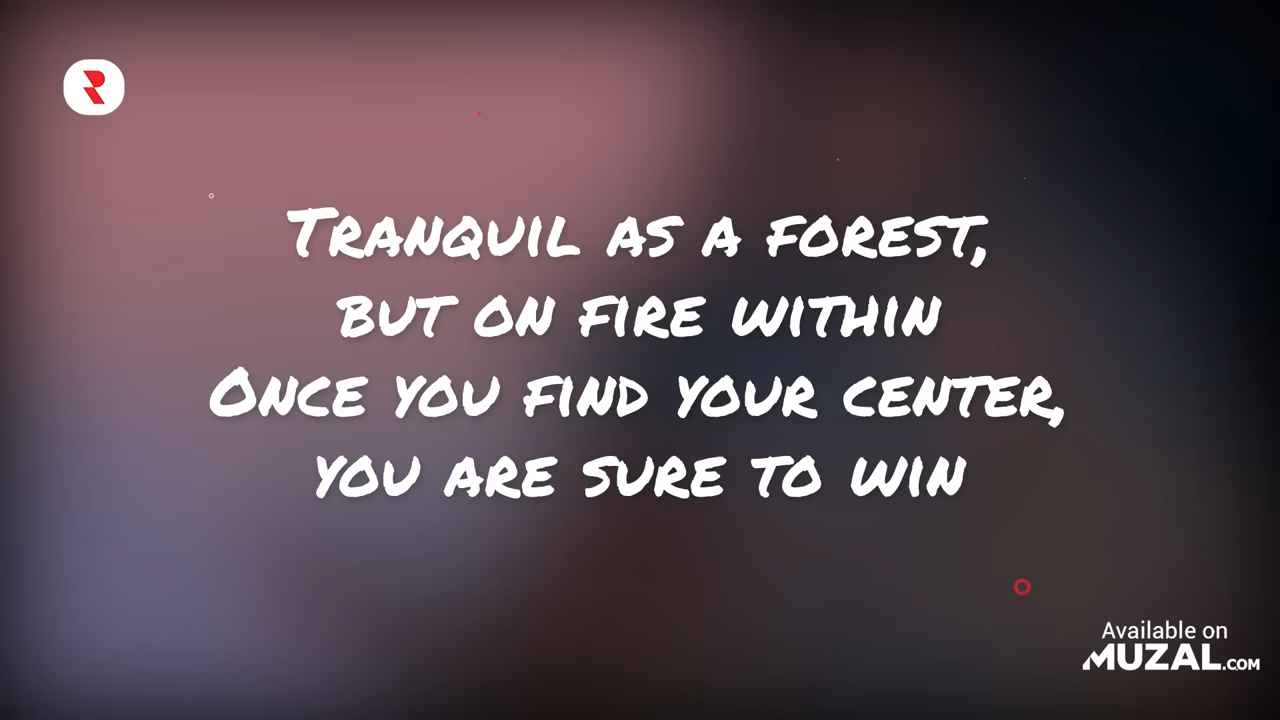 Tranquil as a forest,
but on fire within
Once you find your center,
you are sure to win
Available on
MUZAL.COM